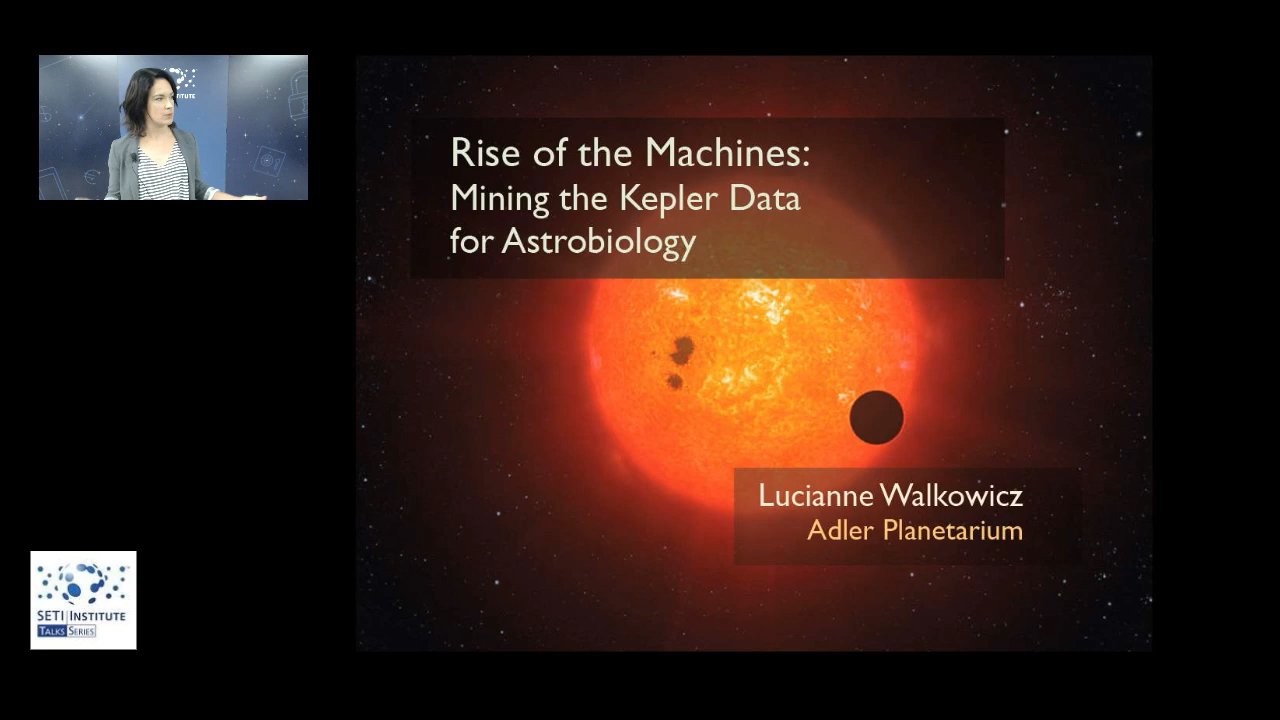 Rise of the Machines:
Mining the Kepler Data
for Astrobiology
Lucianne Walkowicz
Adler Planetarium
SETI INSTITUTE
TALKS SERIES